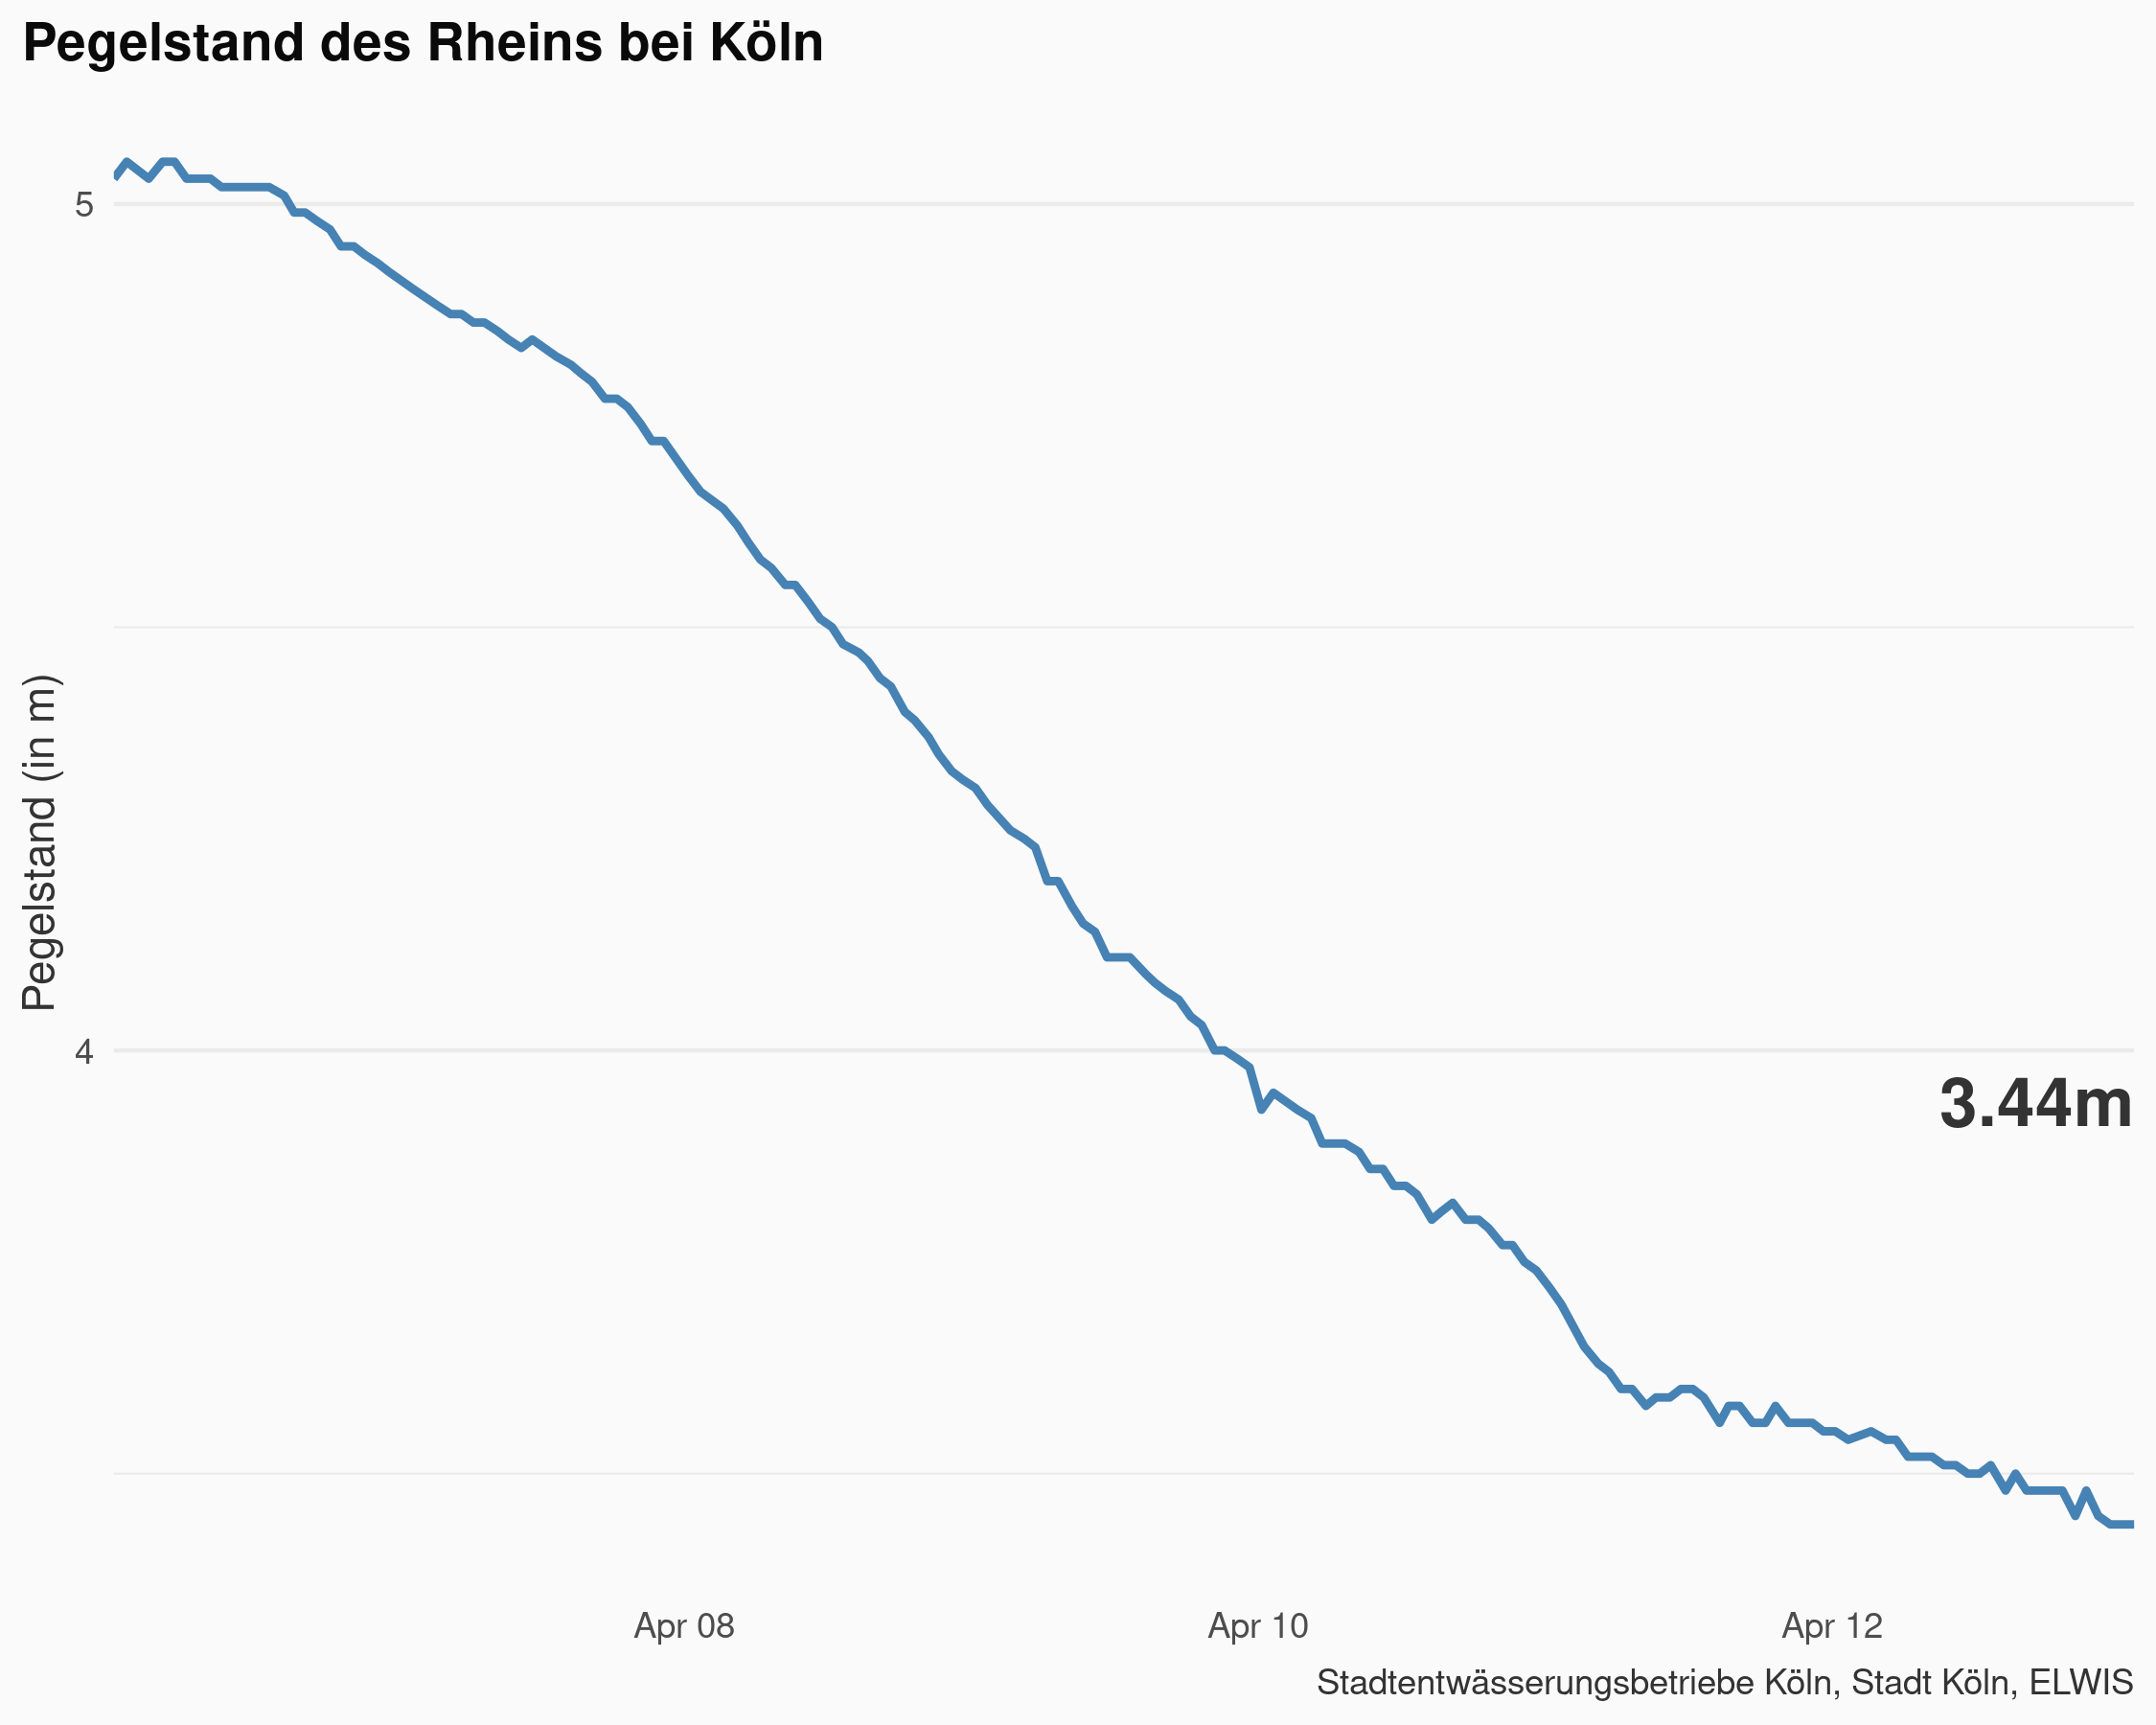 Pegelstand des Rheins bei Köln
5
Pegelstand (in m)
4
3.44m
Apr 08
Apr 10
Apr 12
Stadtentwässerungsbetriebe Köln, Stadt Köln, ELWIS